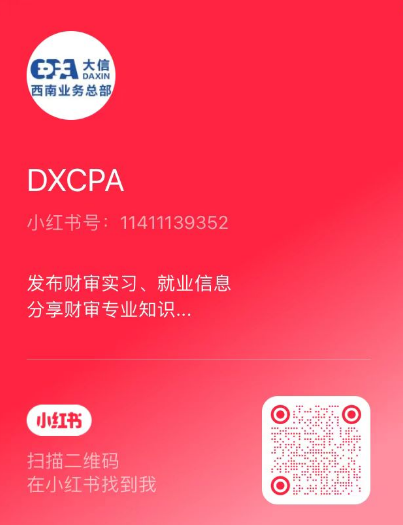 CPA 大信
DAXIN
西南业务总部
DXCPA
小红书号：11411139352
发布财审实习、就业信息
分享财审专业知识...
小红书
扫描二维码
在小红书找到我